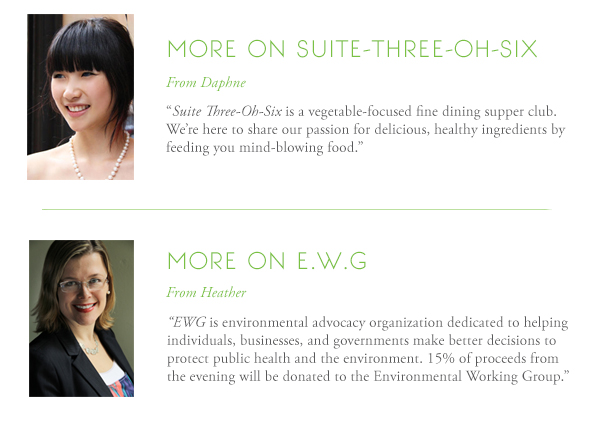 MORE ON SUITE-THREE-OH-SIX
From Daphne
“Suite Three-Oh-Six is a vegetable-focused fine dining supper club.
We’re here to share our passion for delicious, healthy ingredients by
feeding you mind-blowing food.”
MORE ON E.W.G
From Heather
“EWG is environmental advocacy organization dedicated to helping
individuals, businesses, and governments make better decisions to
protect public health and the environment. 15% of proceeds from
the evening will be donated to the Environmental Working Group.”